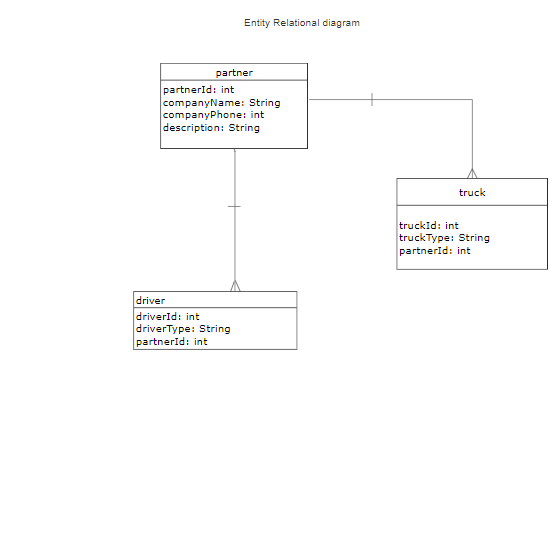 Entity Relational diagram
partner
partnerId: int
companyName: String
companyPhone: int
description: String
truck
truckId: int
truckType: String
partnerId: int
driver
driverId: int
driverType: String
partnerId: int